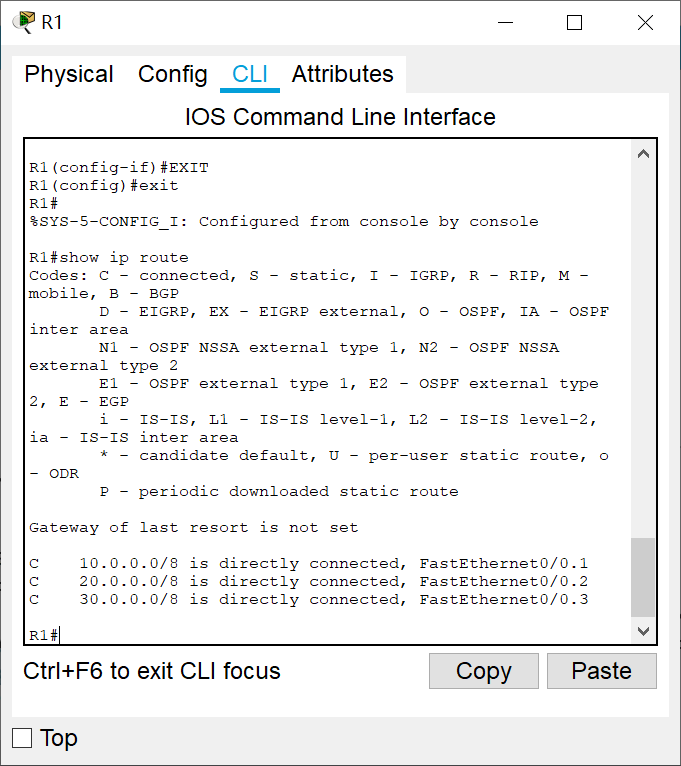 R1
Physical Config CLI Attributes
IOS Command Line Interface
R1(config-if)#EXIT
R1(config)#exit
R1#
%SYS-5-CONFIG_I: Configured from console by console
R1#show ip route
Codes: C - connected, S - static, I - IGRP, R - RIP, M -
mobile, B - BGP
D - EIGRP, EX - EIGRP external, O - OSPF, IA - OSPF
inter area
N1 - OSPF NSSA external type 1, N2 - OSPF NSSA
external type 2
E1 - OSPF external type 1, E2 - OSPF external type
2, E - EGP
i - IS-IS, L1 - IS-IS level-1, L2 - IS-IS level-2,
ia - IS-IS inter area
* - candidate default, U - per-user static route, o
- ODR
P - periodic downloaded static route
Gateway of last resort is not set
C 10.0.0.0/8 is directly connected, FastEthernet0/0.1
C 20.0.0.0/8 is directly connected, FastEthernet0/0.2
C 30.0.0.0/8 is directly connected, FastEthernet0/0.3
R1#
Ctrl+F6 to exit CLI focus Copy Paste
Top